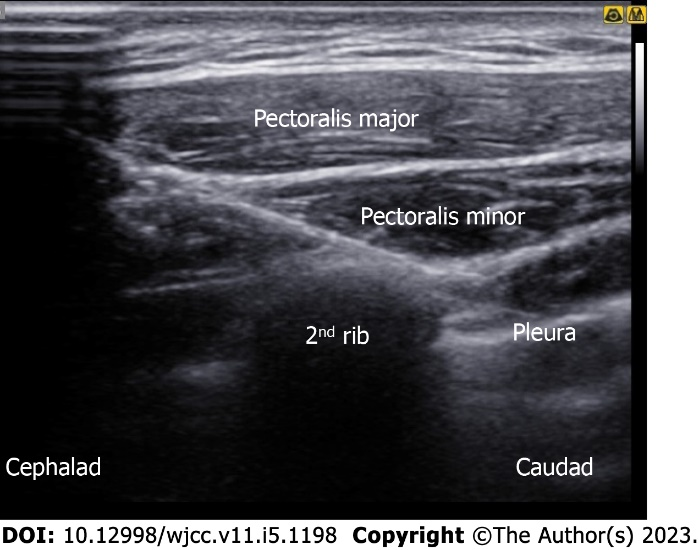 Pectoralis major
Pectoralis minor
2nd rib
Pleura
Cephalad
Caudad
DOI: 10.12998/wjcc.v11.i5.1198 Copyright ©The Author(s) 2023.